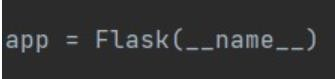 app = Flask(__name__)